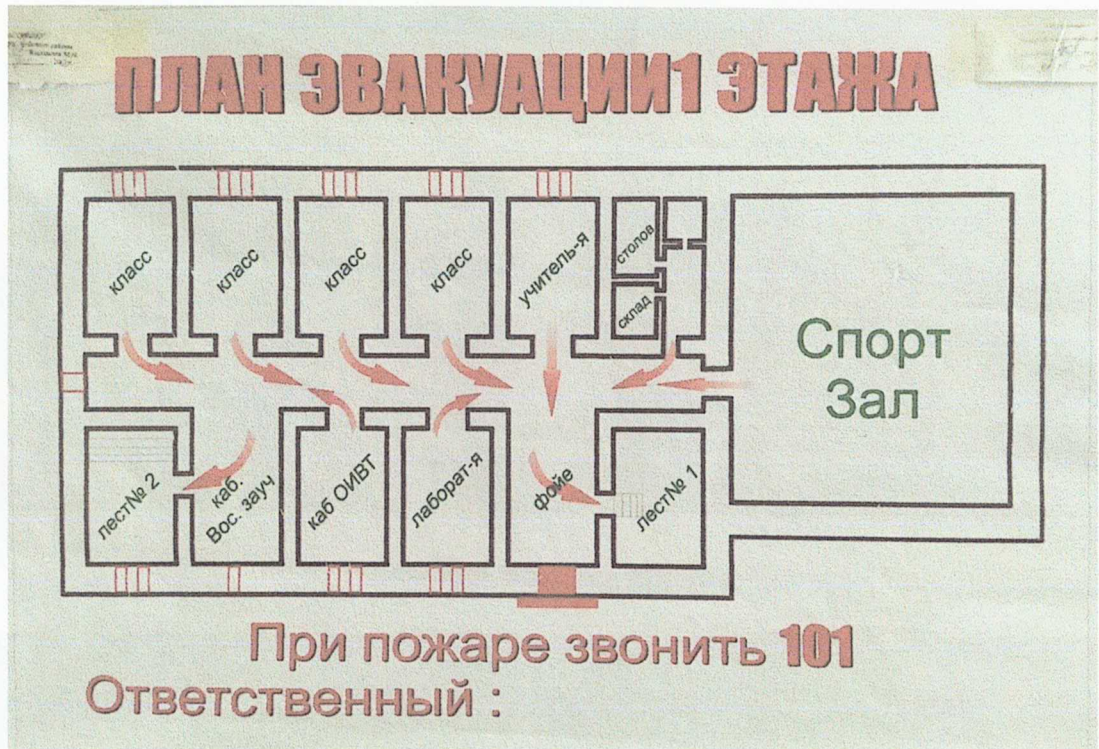 ПЛАН ЭВАКУАЦИИ1 ЭТАЖА
класс
класс
класс
класс
учитель-я
столов
склад
Спорт
Зал
лест№ 2
каб.
Вос. зауч
каб ОИВТ
лаборат-я
фойе
лест№ 1
При пожаре звонить 101
Ответственный :